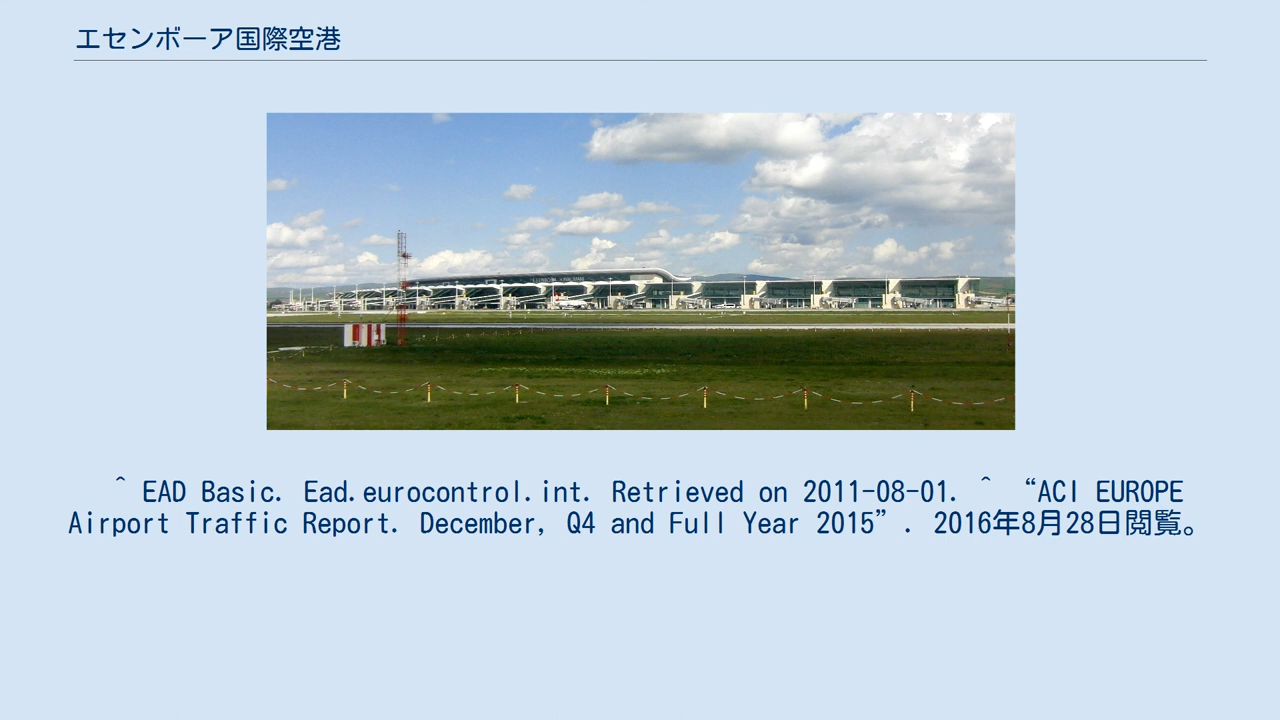 エセンボーア国際空港
^ EAD Basic. Ead.eurocontrol.int. Retrieved on 2011-08-01. ^ “ACI EUROPE
Airport Traffic Report. December, Q4 and Full Year 2015”. 2016年8月28日閲覧。